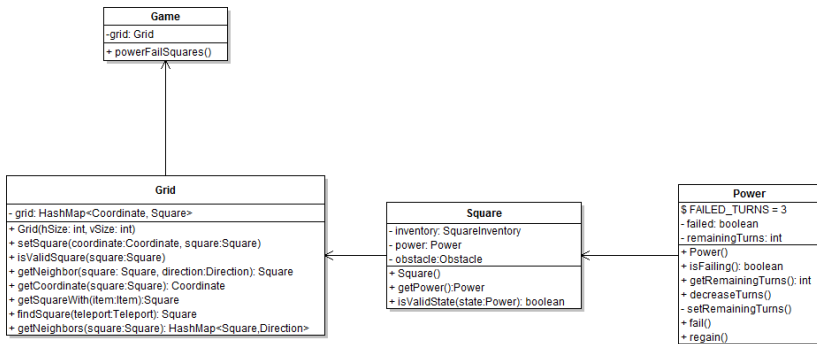 Game
-grid: Grid
+ powerFailSquares()
Grid
- grid: HashMap<Coordinate, Square>
+ Grid(hSize: int, vSize: int)
+ setSquare(coordinate:Coordinate, square:Square)
+ isValidSquare(square:Square)
+ getNeighbor(square: Square, direction:Direction): Square
+ getCoordinate(square:Square): Coordinate
+ getSquareWith(item:Item):Square
+ findSquare(teleport:Teleport): Square
+ getNeighbors(square:Square): HashMap<Square,Direction>
Square
- inventory: SquareInventory
- power: Power
- obstacle:Obstacle
+ Square()
+ getPower():Power
+ isValidState(state:Power): boolean
Power
$ FAILED_TURNS = 3
- failed: boolean
- remainingTurns: int
+ Power()
+ isFailing(): boolean
+ getRemainingTurns(): int
+ decreaseTurns()
- setRemainingTurns()
+ fail()
+ regain()